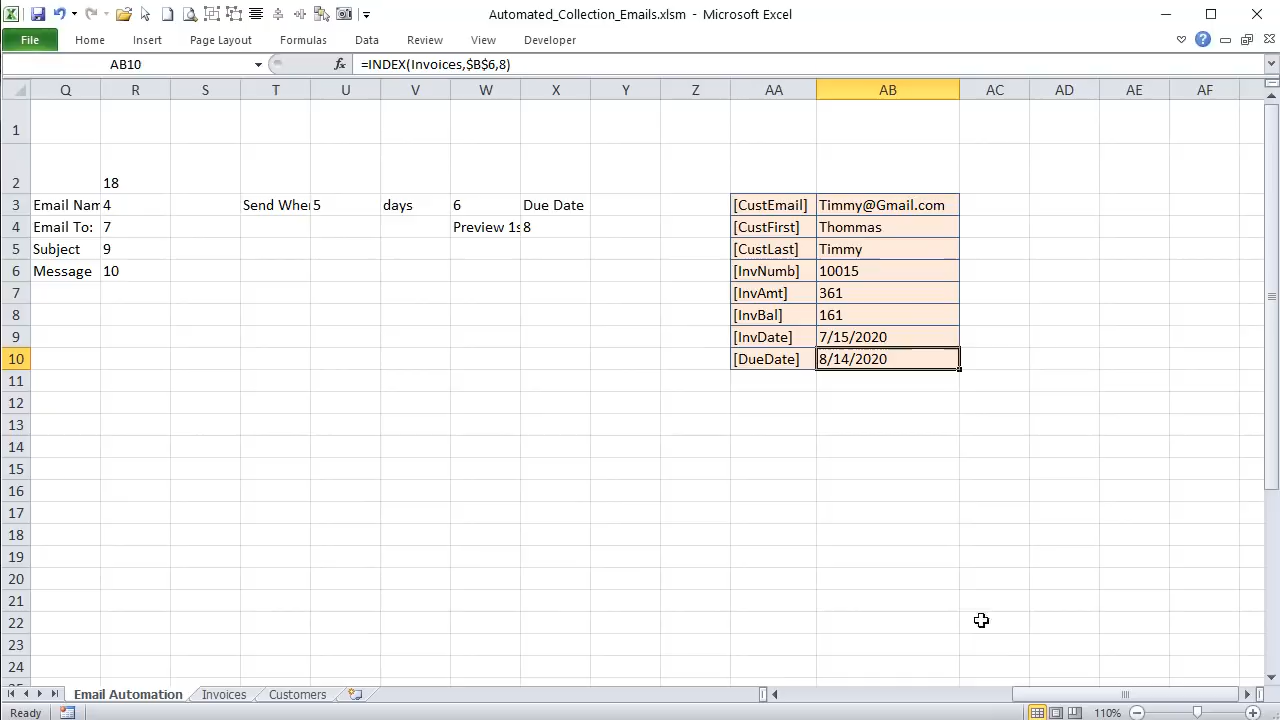 Automated_Collection_Emails.xlsm - Microsoft Excel
File Home Insert Page Layout Formulas Data Review View Developer
AB10 fx =INDEX(Invoices,$B$6,8)
Q R S T U V W X Y Z AA AB AC AD AE AF
1
2 18
3 Email Nam 4 Send Wher 5 days 6 Due Date [CustEmail] Timmy@Gmail.com
4 Email To: 7 Preview 1s 8 [CustFirst] Thommas
5 Subject 9 [CustLast] Timmy
6 Message 10 [InvNumb] 10015
7 [InvAmt] 361
8 [InvBal] 161
9 [InvDate] 7/15/2020
10 [DueDate] 8/14/2020
11
12
13
14
15
16
17
18
19
20
21
22
23
24
Email Automation Invoices Customers
Ready 110%